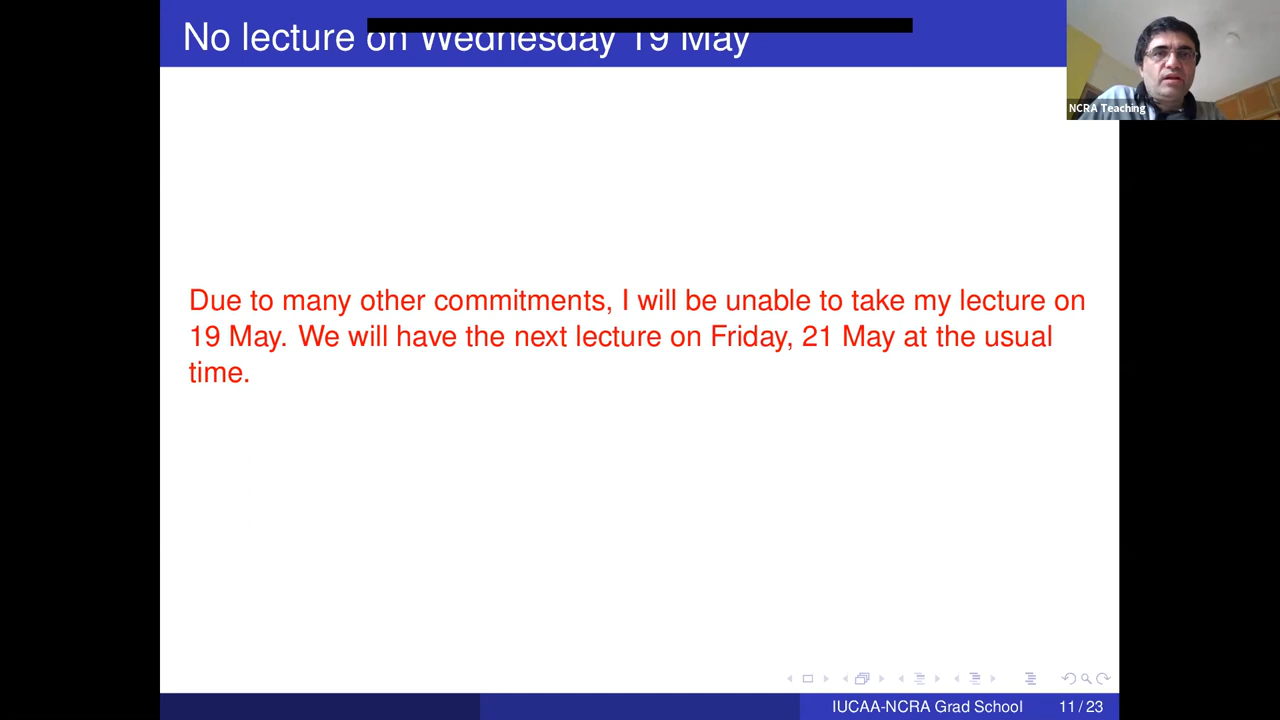 No lecture on Wednesday 19 May
NCRA Teaching
Due to many other commitments, I will be unable to take my lecture on
19 May. We will have the next lecture on Friday, 21 May at the usual
time.
IUCAA-NCRA Grad School 11 / 23